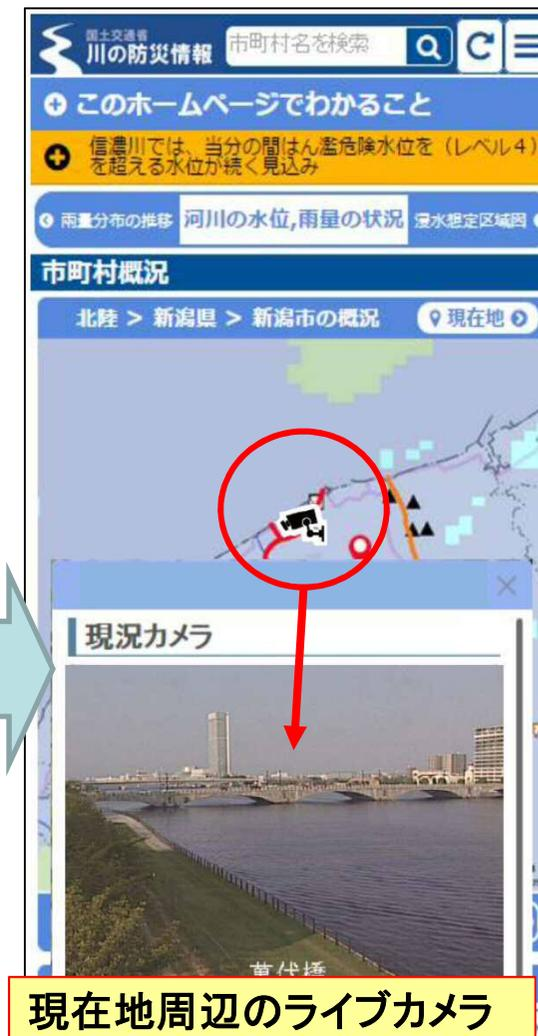 国土交通省
川の防災情報
市町村名を検索
C
このホームページでわかること
信濃川では、当分の間はん濫危険水位を（レベル４）
を超える水位が続く見込み
雨量分布の推移
河川の水位,雨量の状況
浸水想定区域図
市町村概況
北陸 > 新潟県 > 新潟市の概況
現在地
現況カメラ
萬代橋
現在地周辺のライブカメラ